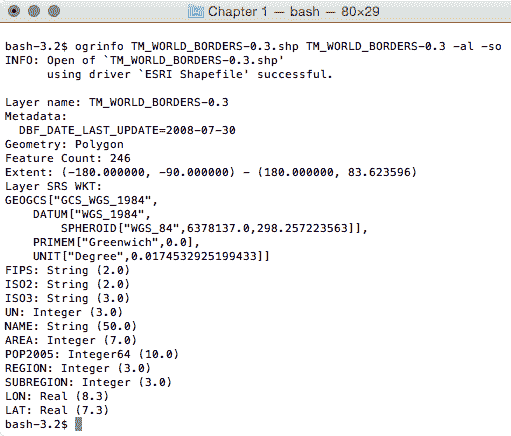 Chapter 1 — bash — 80×29
bash-3.2$ ogrinfo TM_WORLD_BORDERS-0.3.shp TM_WORLD_BORDERS-0.3 -al -so
INFO: Open of `TM_WORLD_BORDERS-0.3.shp'
      using driver `ESRI Shapefile' successful.

Layer name: TM_WORLD_BORDERS-0.3
Metadata:
  DBF_DATE_LAST_UPDATE=2008-07-30
Geometry: Polygon
Feature Count: 246
Extent: (-180.000000, -90.000000) - (180.000000, 83.623596)
Layer SRS WKT:
GEOGCS["GCS_WGS_1984",
    DATUM["WGS_1984",
        SPHEROID["WGS_84",6378137.0,298.257223563]],
    PRIMEM["Greenwich",0.0],
    UNIT["Degree",0.0174532925199433]]
FIPS: String (2.0)
ISO2: String (2.0)
ISO3: String (3.0)
UN: Integer (3.0)
NAME: String (50.0)
AREA: Integer (7.0)
POP2005: Integer64 (10.0)
REGION: Integer (3.0)
SUBREGION: Integer (3.0)
LON: Real (8.3)
LAT: Real (7.3)
bash-3.2$